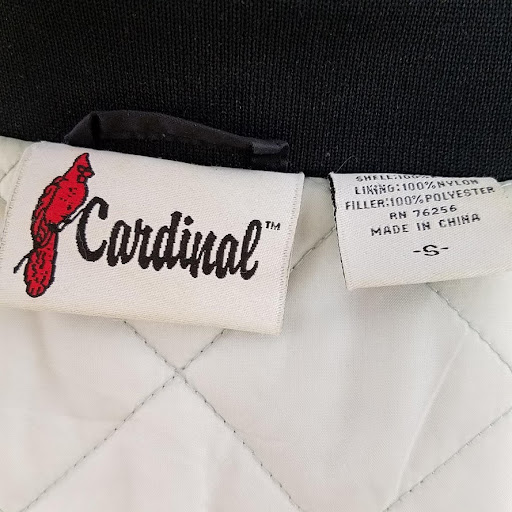 Cardinal™
SHELL:100%
LINING:100%NYLON
FILLER:100%POLYESTER
RN 76256
MADE IN CHINA
-S-